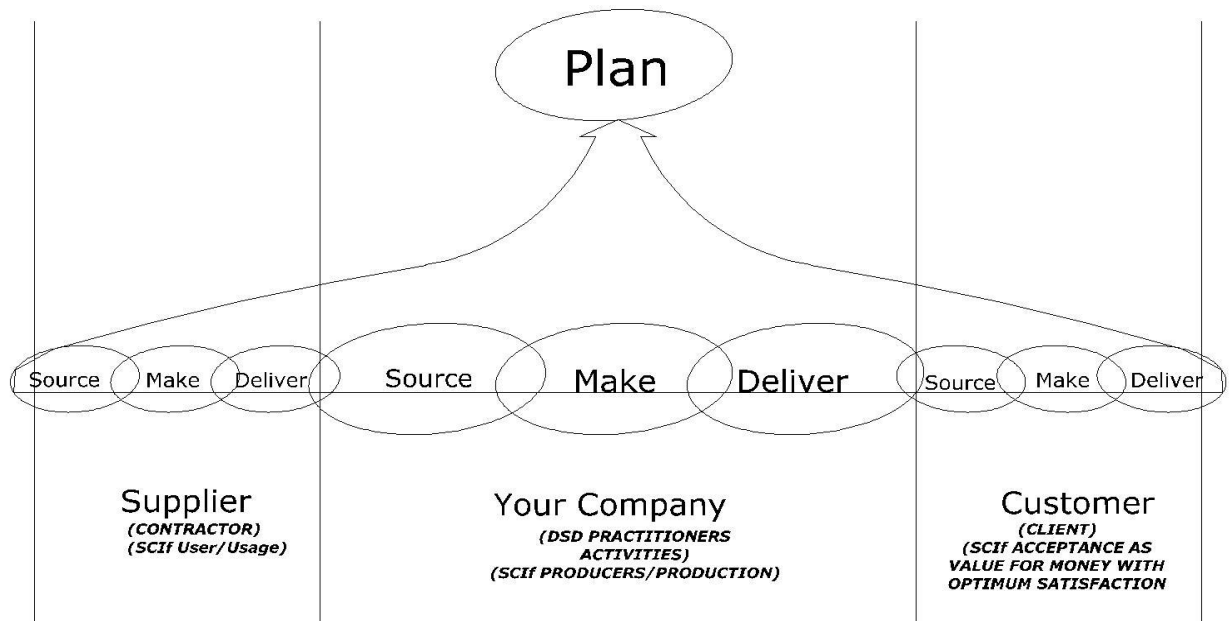 Plan
Source Make Deliver Source Make Deliver Source Make Deliver
Supplier
(CONTRACTOR)
(SCIf User/Usage)
Your Company
(DSD PRACTITIONERS
ACTIVITIES)
(SCIf PRODUCERS/PRODUCTION)
Customer
(CLIENT)
(SCIf ACCEPTANCE AS
VALUE FOR MONEY WITH
OPTIMUM SATISFACTION